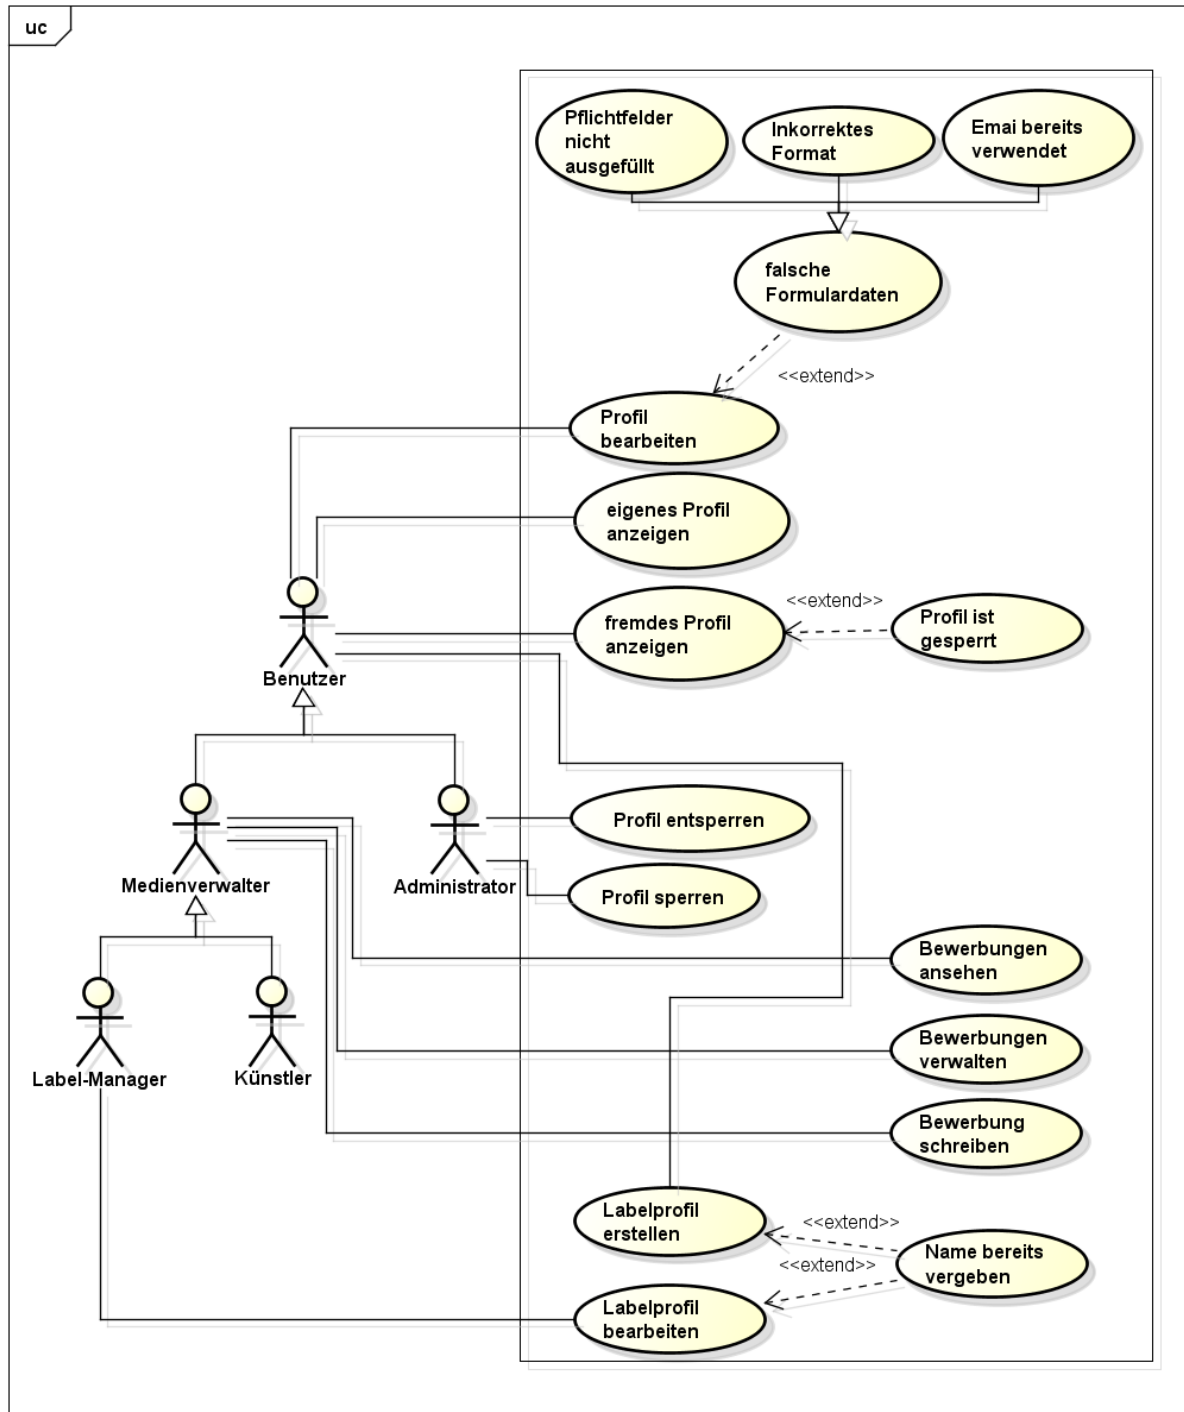 uc
Pflichtfelder
nicht
ausgefüllt
Inkorrektes
Format
Emai bereits
verwendet
falsche
Formulardaten
<<extend>>
Profil
bearbeiten
eigenes Profil
anzeigen
fremdes Profil
anzeigen
<<extend>>
Profil ist
gesperrt
Benutzer
Profil entsperren
Medienverwalter
Administrator
Profil sperren
Bewerbungen
ansehen
Label-Manager
Künstler
Bewerbungen
verwalten
Bewerbung
schreiben
Labelprofil
erstellen
<<extend>>
Name bereits
vergeben
<<extend>>
Labelprofil
bearbeiten